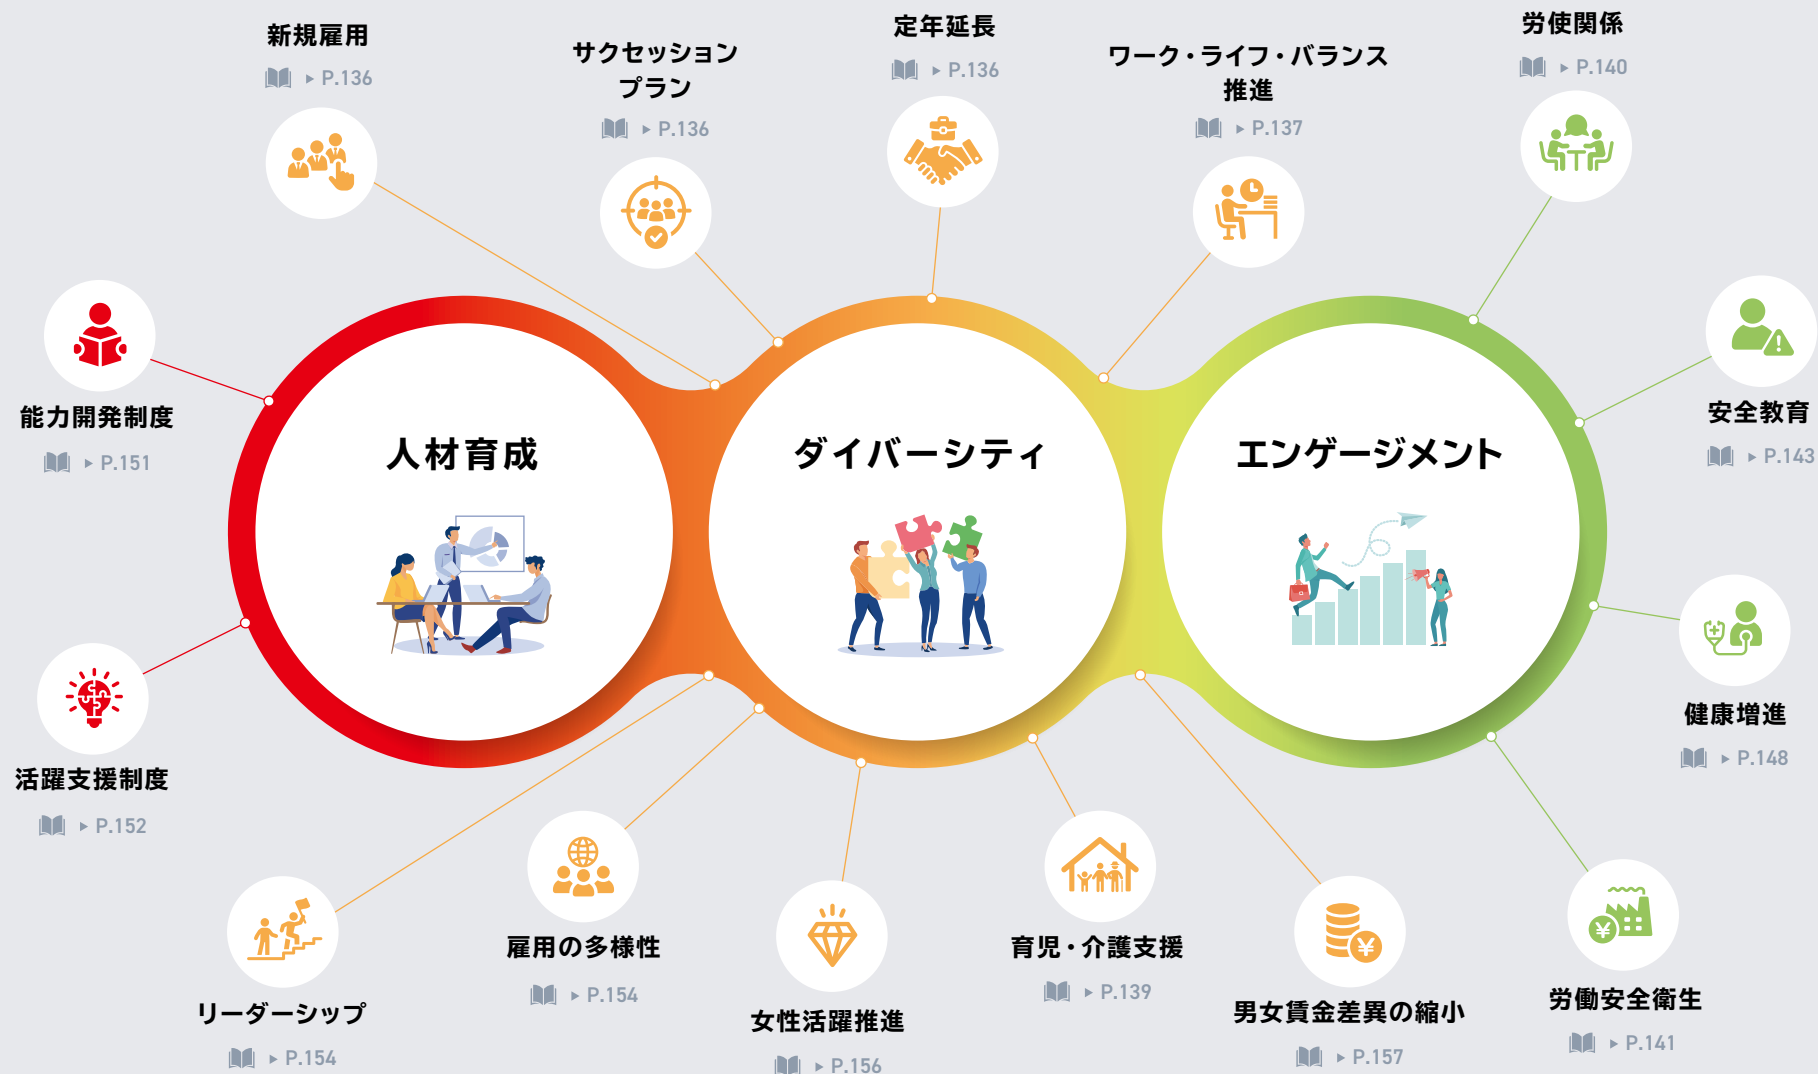 新規雇用
▶ P.136
サクセッション
プラン
▶ P.136
定年延長
▶ P.136
ワーク・ライフ・バランス
推進
▶ P.137
労使関係
▶ P.140
能力開発制度
▶ P.151
安全教育
▶ P.143
人材育成
ダイバーシティ
エンゲージメント
活躍支援制度
▶ P.152
健康増進
▶ P.148
リーダーシップ
▶ P.154
雇用の多様性
▶ P.154
女性活躍推進
▶ P.156
育児・介護支援
▶ P.139
男女賃金差異の縮小
▶ P.157
労働安全衛生
▶ P.141